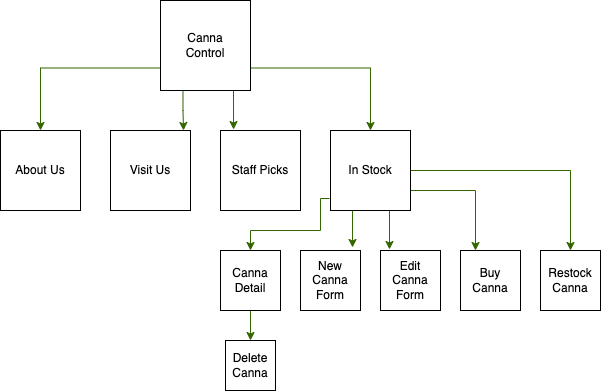 Canna
Control
About Us
Visit Us
Staff Picks
In Stock
Canna
Detail
New
Canna
Form
Edit
Canna
Form
Buy
Canna
Restock
Canna
Delete
Canna